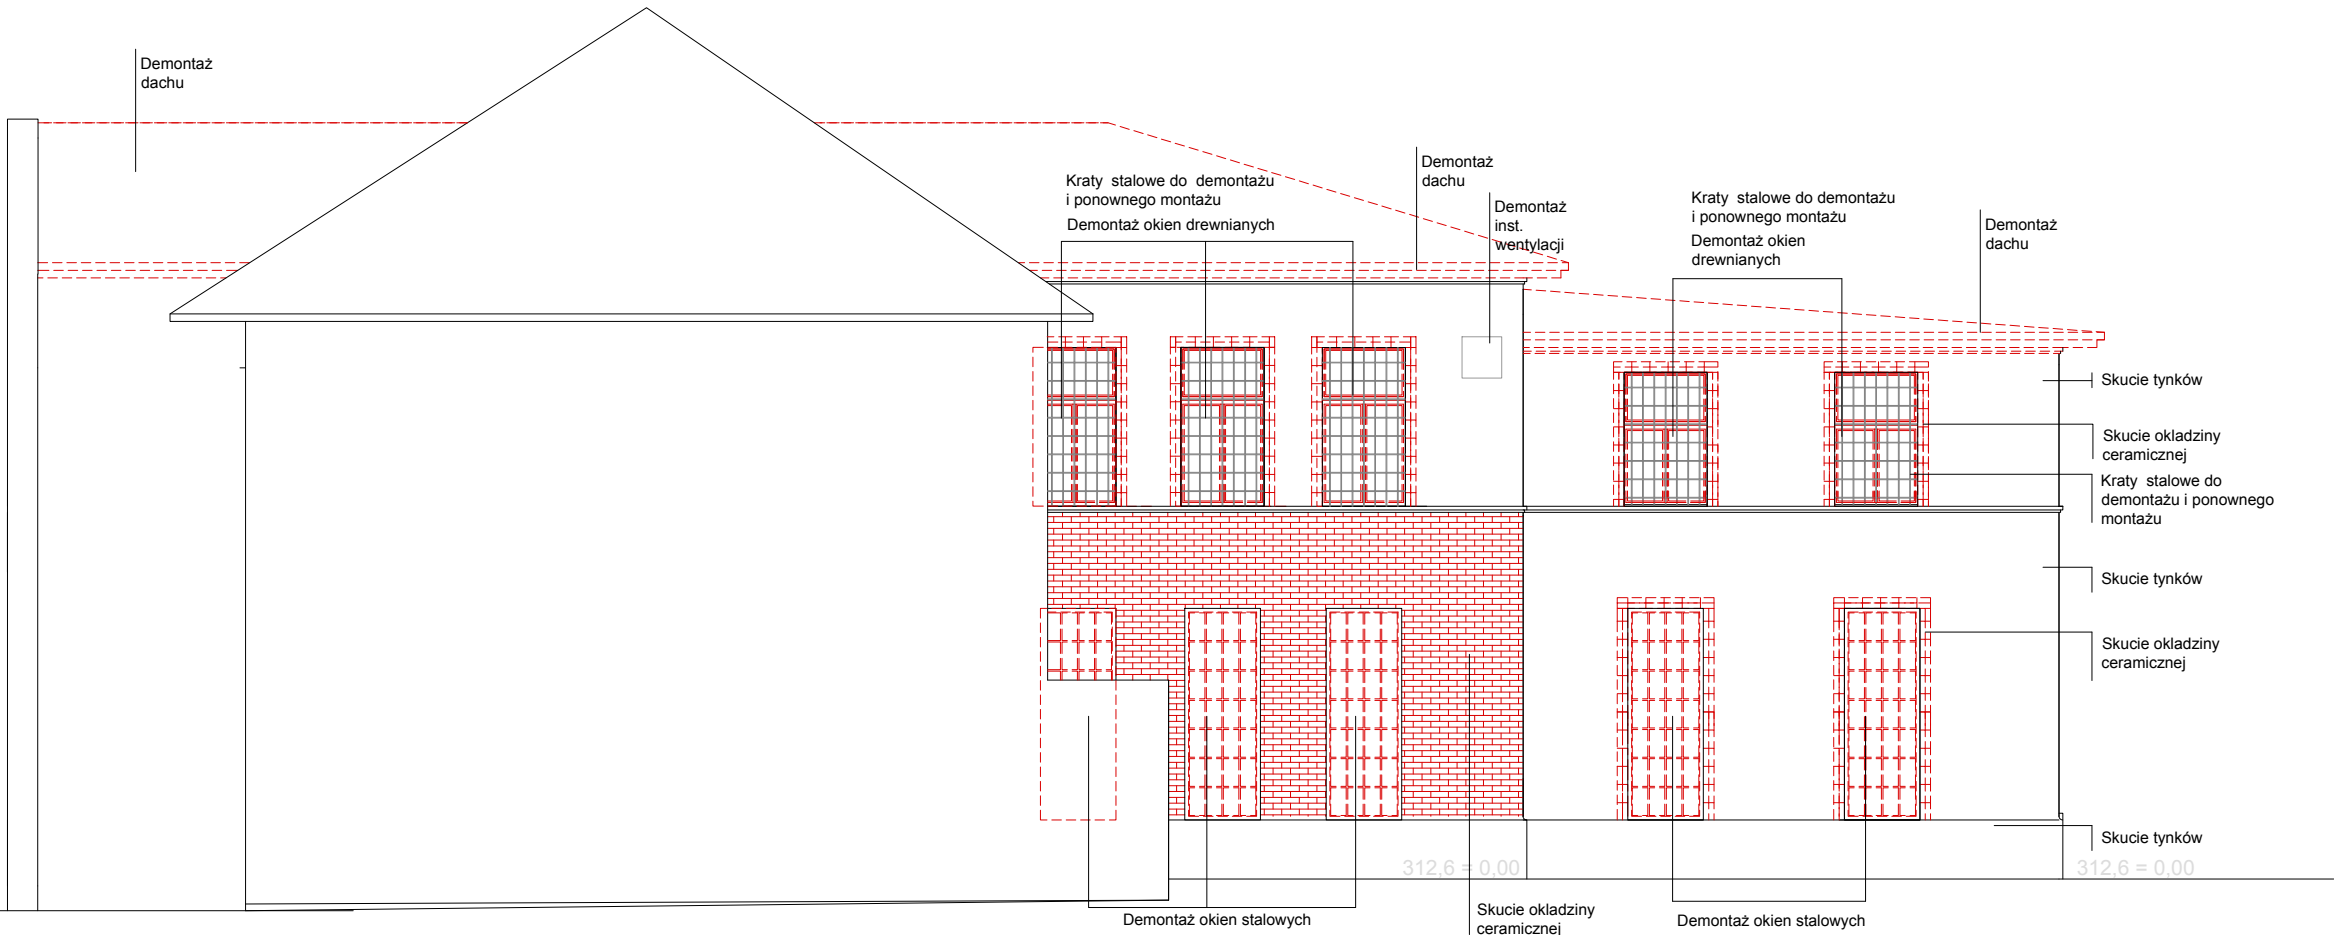 Demontaż
dachu
Kraty stalowe do demontażu
i ponownego montażu
Demontaż okien drewnianych
Demontaż
dachu
Demontaż
inst.
wentylacji
Kraty stalowe do demontażu
i ponownego montażu
Demontaż okien
drewnianych
Demontaż
dachu
Skucie tynków
Skucie okladziny
ceramicznej
Kraty stalowe do
demontażu i ponownego
montażu
Skucie tynków
Skucie okladziny
ceramicznej
Skucie tynków
312,6 = 0,00
312,6 = 0,00
Demontaż okien stalowych
Skucie okladziny
ceramicznej
Demontaż okien stalowych